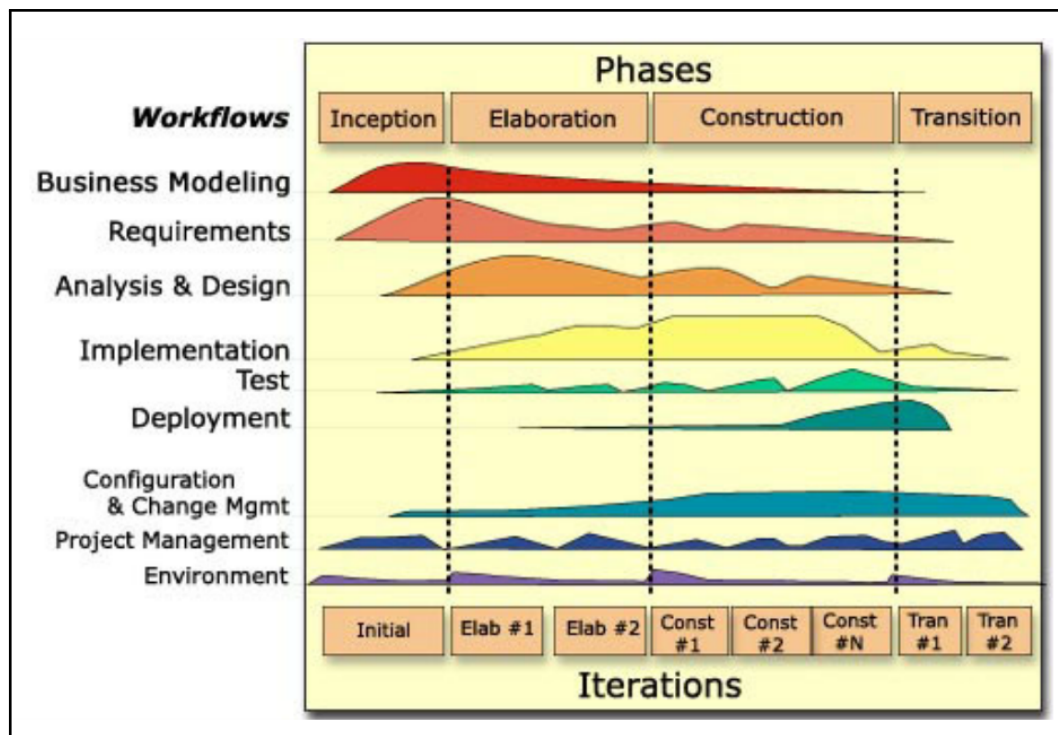 Phases
Workflows
Inception
Elaboration
Construction
Transition
Business Modeling
Requirements
Analysis & Design
Implementation
Test
Deployment
Configuration
& Change Mgmt
Project Management
Environment
Initial
Elab #1
Elab #2
Const
#1
Const
#2
Const
#N
Tran
#1
Tran
#2
Iterations